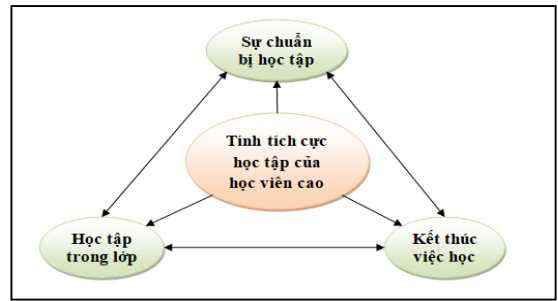 Sự chuẩn
bị học tập
Tính tích cực
học tập của
học viên cao
Học tập
trong lớp
Kết thúc
việc học